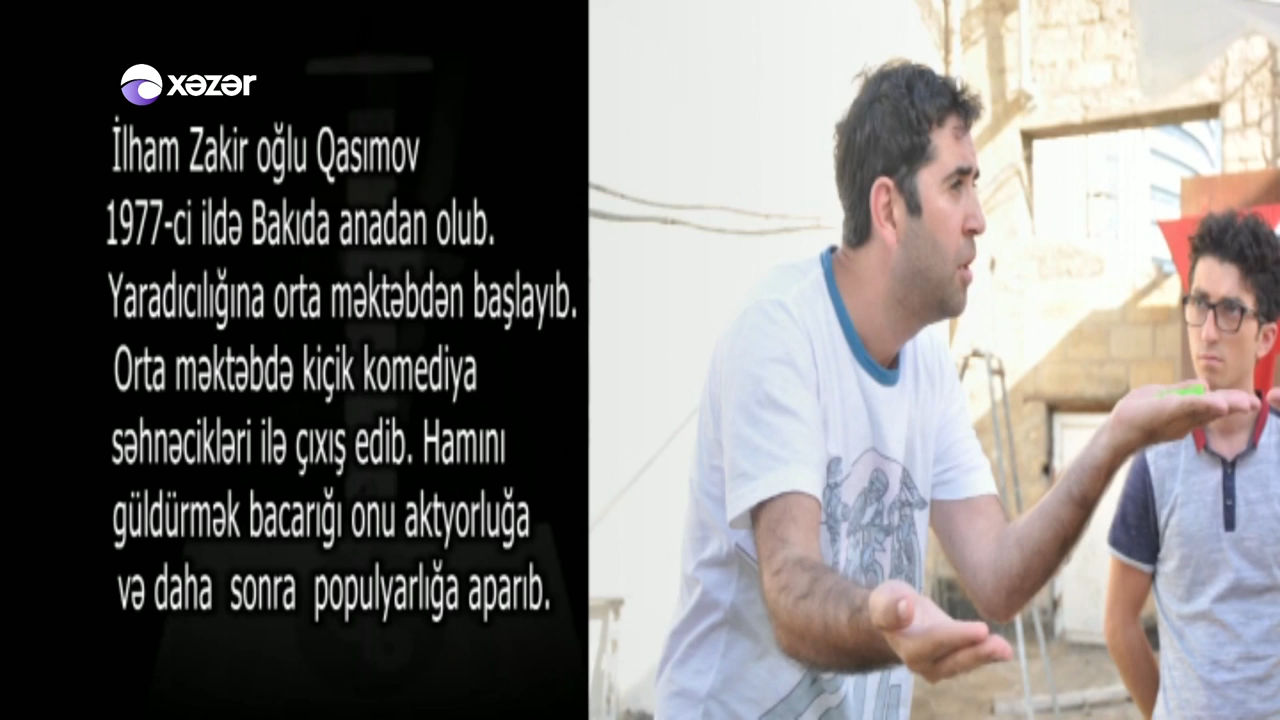 xəzər
İlham Zakir oğlu Qasımov
1977-ci ildə Bakıda anadan olub.
Yaradıcılığına orta məktəbdən başlayıb.
Orta məktəbdə kiçik komediya
səhnəcikləri ilə çıxış edib. Hamını
güldürmək bacarığı onu aktyorluğa
və daha sonra populyarlığa aparıb.